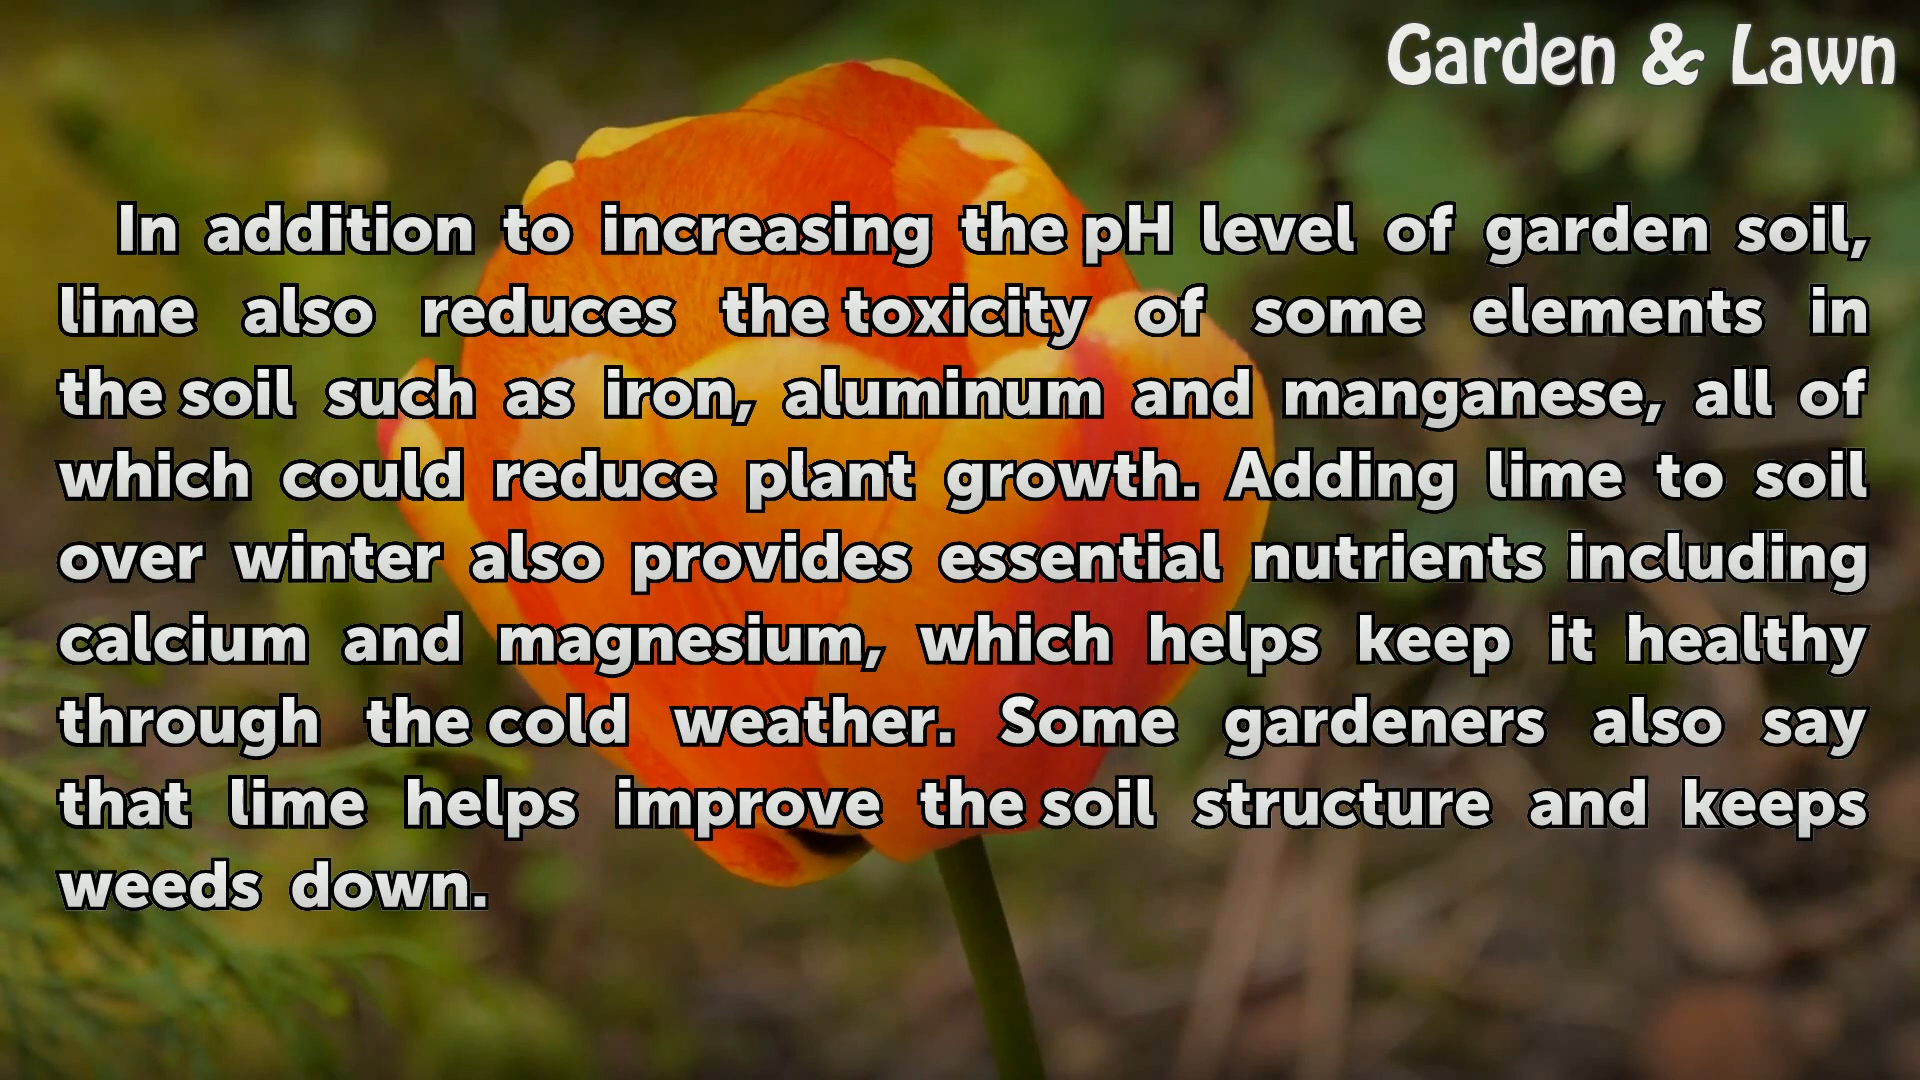 Garden & Lawn
In addition to increasing the pH level of garden soil,
lime also reduces the toxicity of some elements in
the soil such as iron, aluminum and manganese, all of
which could reduce plant growth. Adding lime to soil
over winter also provides essential nutrients including
calcium and magnesium, which helps keep it healthy
through the cold weather. Some gardeners also say
that lime helps improve the soil structure and keeps
weeds down.